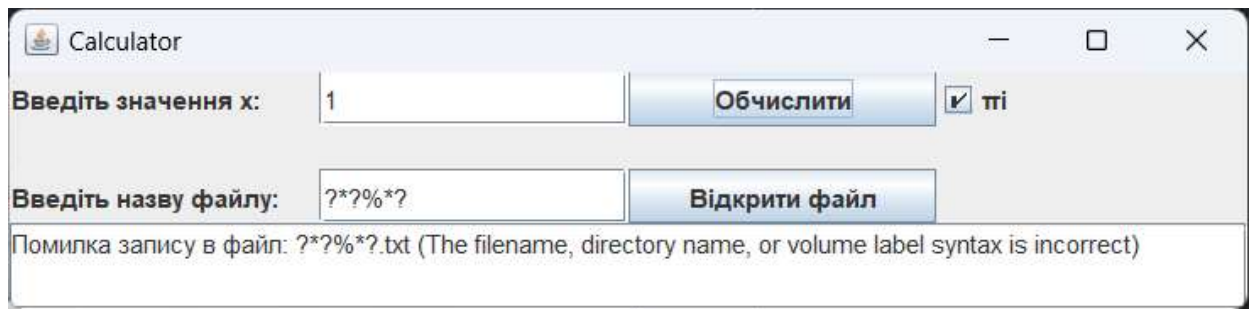 Calculator
Введіть значення x: 1 Обчислити πi
Введіть назву файлу: ?*?%*? Відкрити файл
Помилка запису в файл: ?*?%*?.txt (The filename, directory name, or volume label syntax is incorrect)